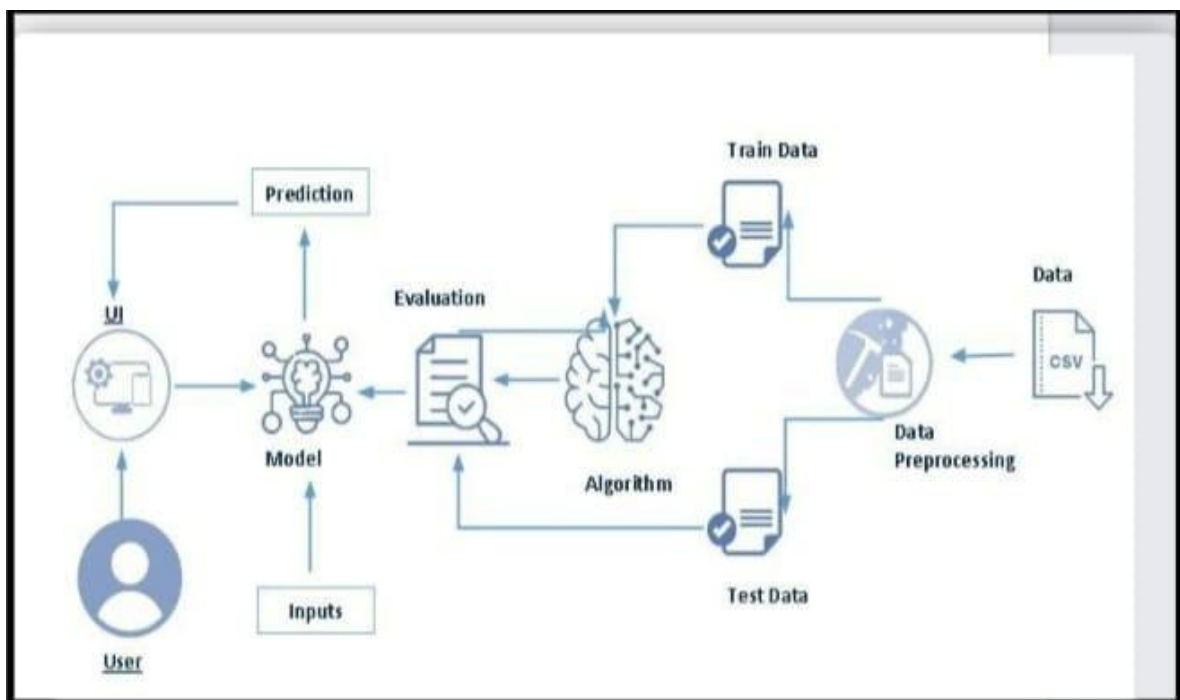 Train Data
Prediction
Data
Evaluation
UI
CSV
Data
Preprocessing
Model
Algorithm
Test Data
Inputs
User